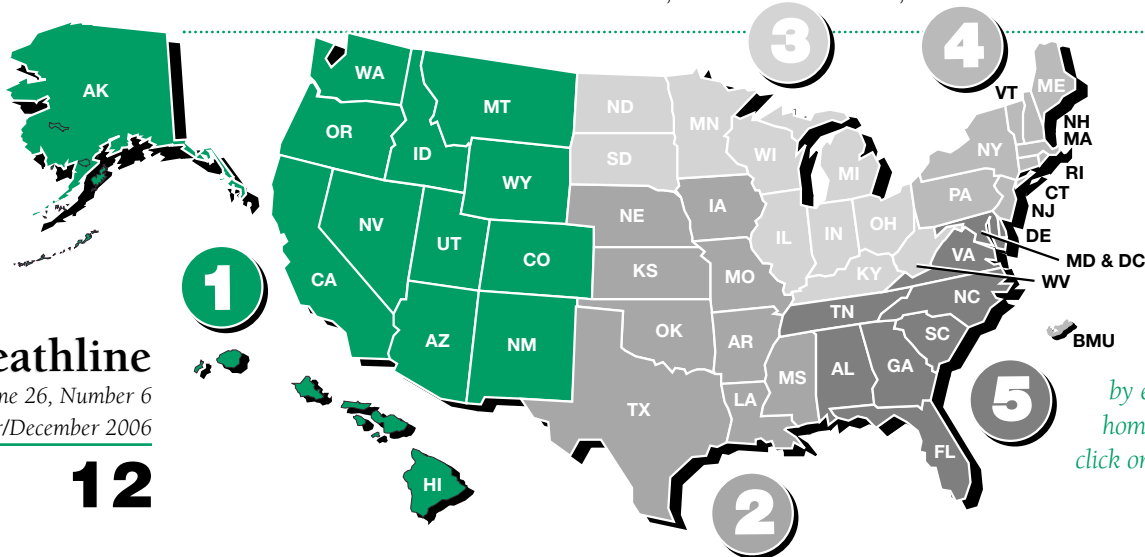 3
4
AK
WA
MT
ND
MN
VT
ME
NH
MA
OR
ID
SD
WI
MI
NY
RI
CT
NJ
WY
NE
IA
PA
DE
NV
UT
CO
IL
IN
OH
VA
MD & DC
WV
CA
KS
MO
KY
1
TN
NC
AZ
NM
OK
AR
SC
BMU
MS
AL
GA
TX
LA
5
FL
HI
2
eathline
me 26, Number 6
r/December 2006
12
by e
hom
click or